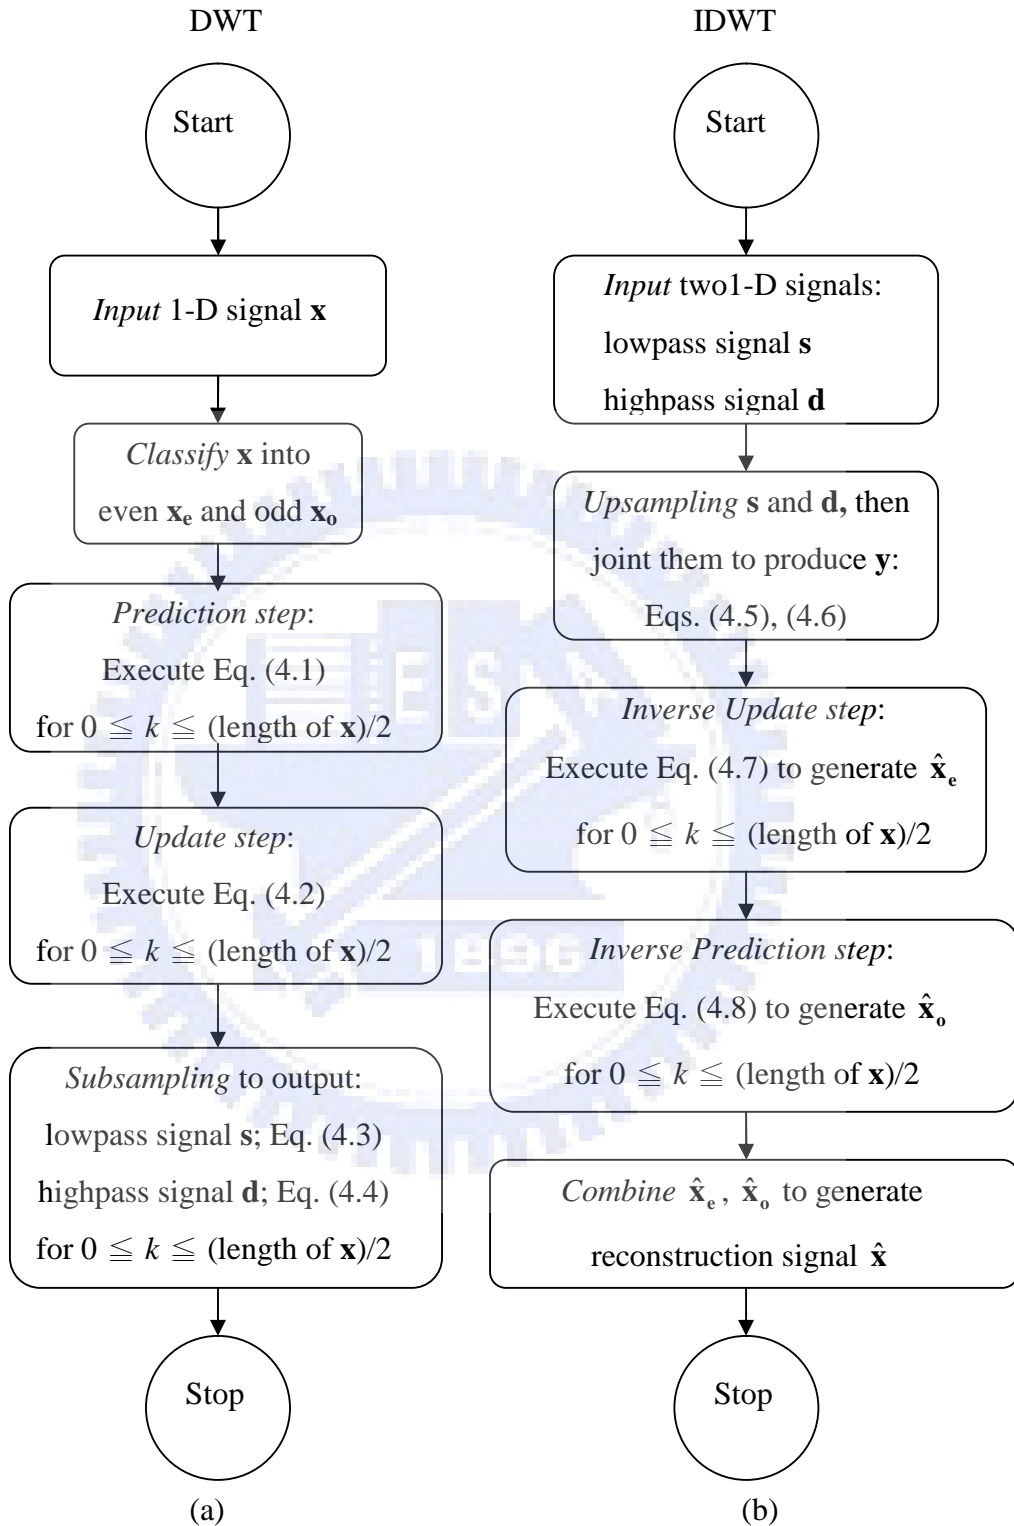 DWT
Start
Input 1-D signal x
Classify x into
even xₑ and odd xₒ
Prediction step:
Execute Eq. (4.1)
for 0 ≦ k ≦ (length of x)/2
Update step:
Execute Eq. (4.2)
for 0 ≦ k ≦ (length of x)/2
Subsampling to output:
lowpass signal s; Eq. (4.3)
highpass signal d; Eq. (4.4)
for 0 ≦ k ≦ (length of x)/2
Stop
(a)
IDWT
Start
Input two1-D signals:
lowpass signal s
highpass signal d
Upsampling s and d, then
joint them to produce y:
Eqs. (4.5), (4.6)
Inverse Update step:
Execute Eq. (4.7) to generate x̂ₑ
for 0 ≦ k ≦ (length of x)/2
Inverse Prediction step:
Execute Eq. (4.8) to generate x̂ₒ
for 0 ≦ k ≦ (length of x)/2
Combine x̂ₑ, x̂ₒ to generate
reconstruction signal x̂
Stop
(b)
ESA
1896